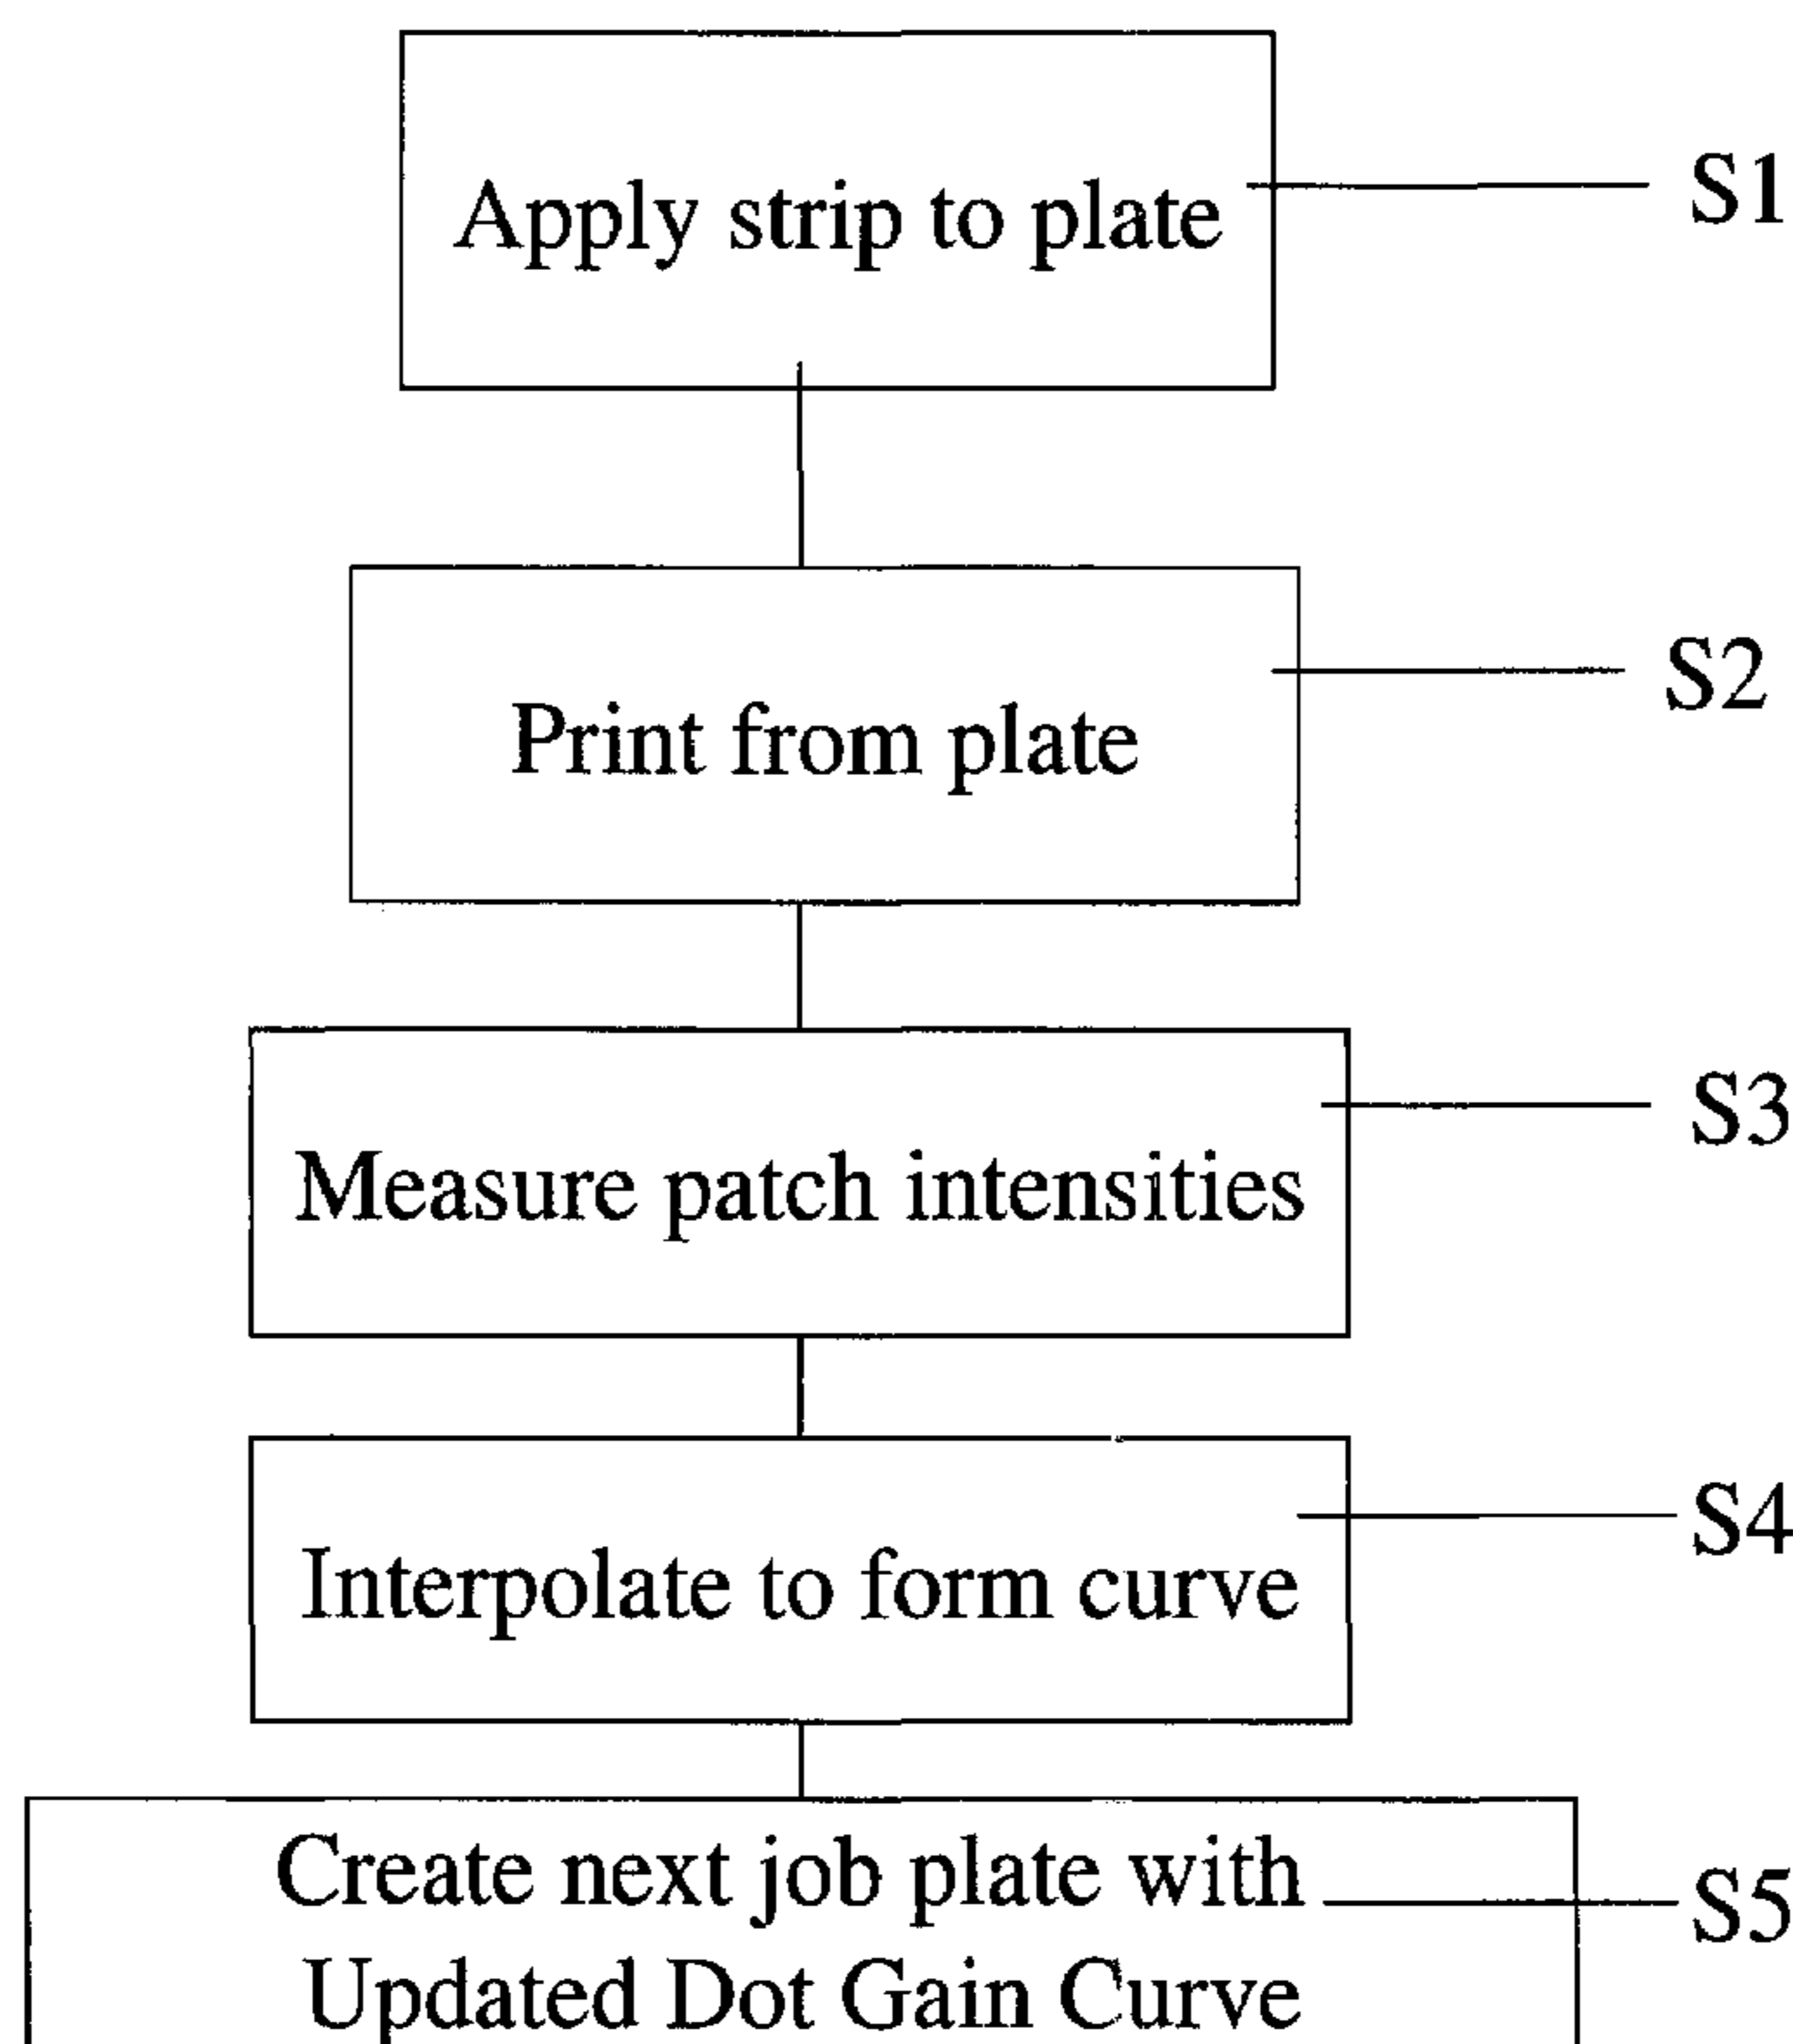 Apply strip to plate
S1
Print from plate
S2
Measure patch intensities
S3
Interpolate to form curve
S4
Create next job plate with
S5
Updated Dot Gain Curve